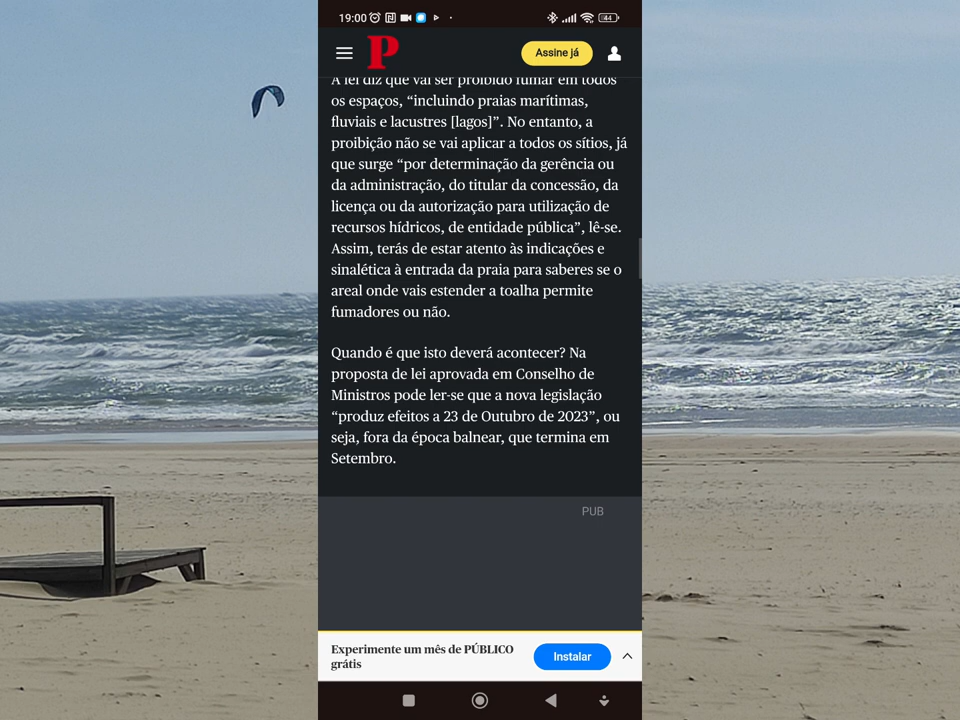 19:00
44
P
Assine já
A lei diz que vai ser proibido fumar em todos
os espaços, “incluindo praias marítimas,
fluviais e lacustres [lagos]”. No entanto, a
proibição não se vai aplicar a todos os sítios, já
que surge “por determinação da gerência ou
da administração, do titular da concessão, da
licença ou da autorização para utilização de
recursos hídricos, de entidade pública”, lê-se.
Assim, terás de estar atento às indicações e
sinalética à entrada da praia para saberes se o
areal onde vais estender a toalha permite
fumadores ou não.
Quando é que isto deverá acontecer? Na
proposta de lei aprovada em Conselho de
Ministros pode ler-se que a nova legislação
“produz efeitos a 23 de Outubro de 2023”, ou
seja, fora da época balnear, que termina em
Setembro.
PUB
Experimente um mês de PÚBLICO
grátis
Instalar